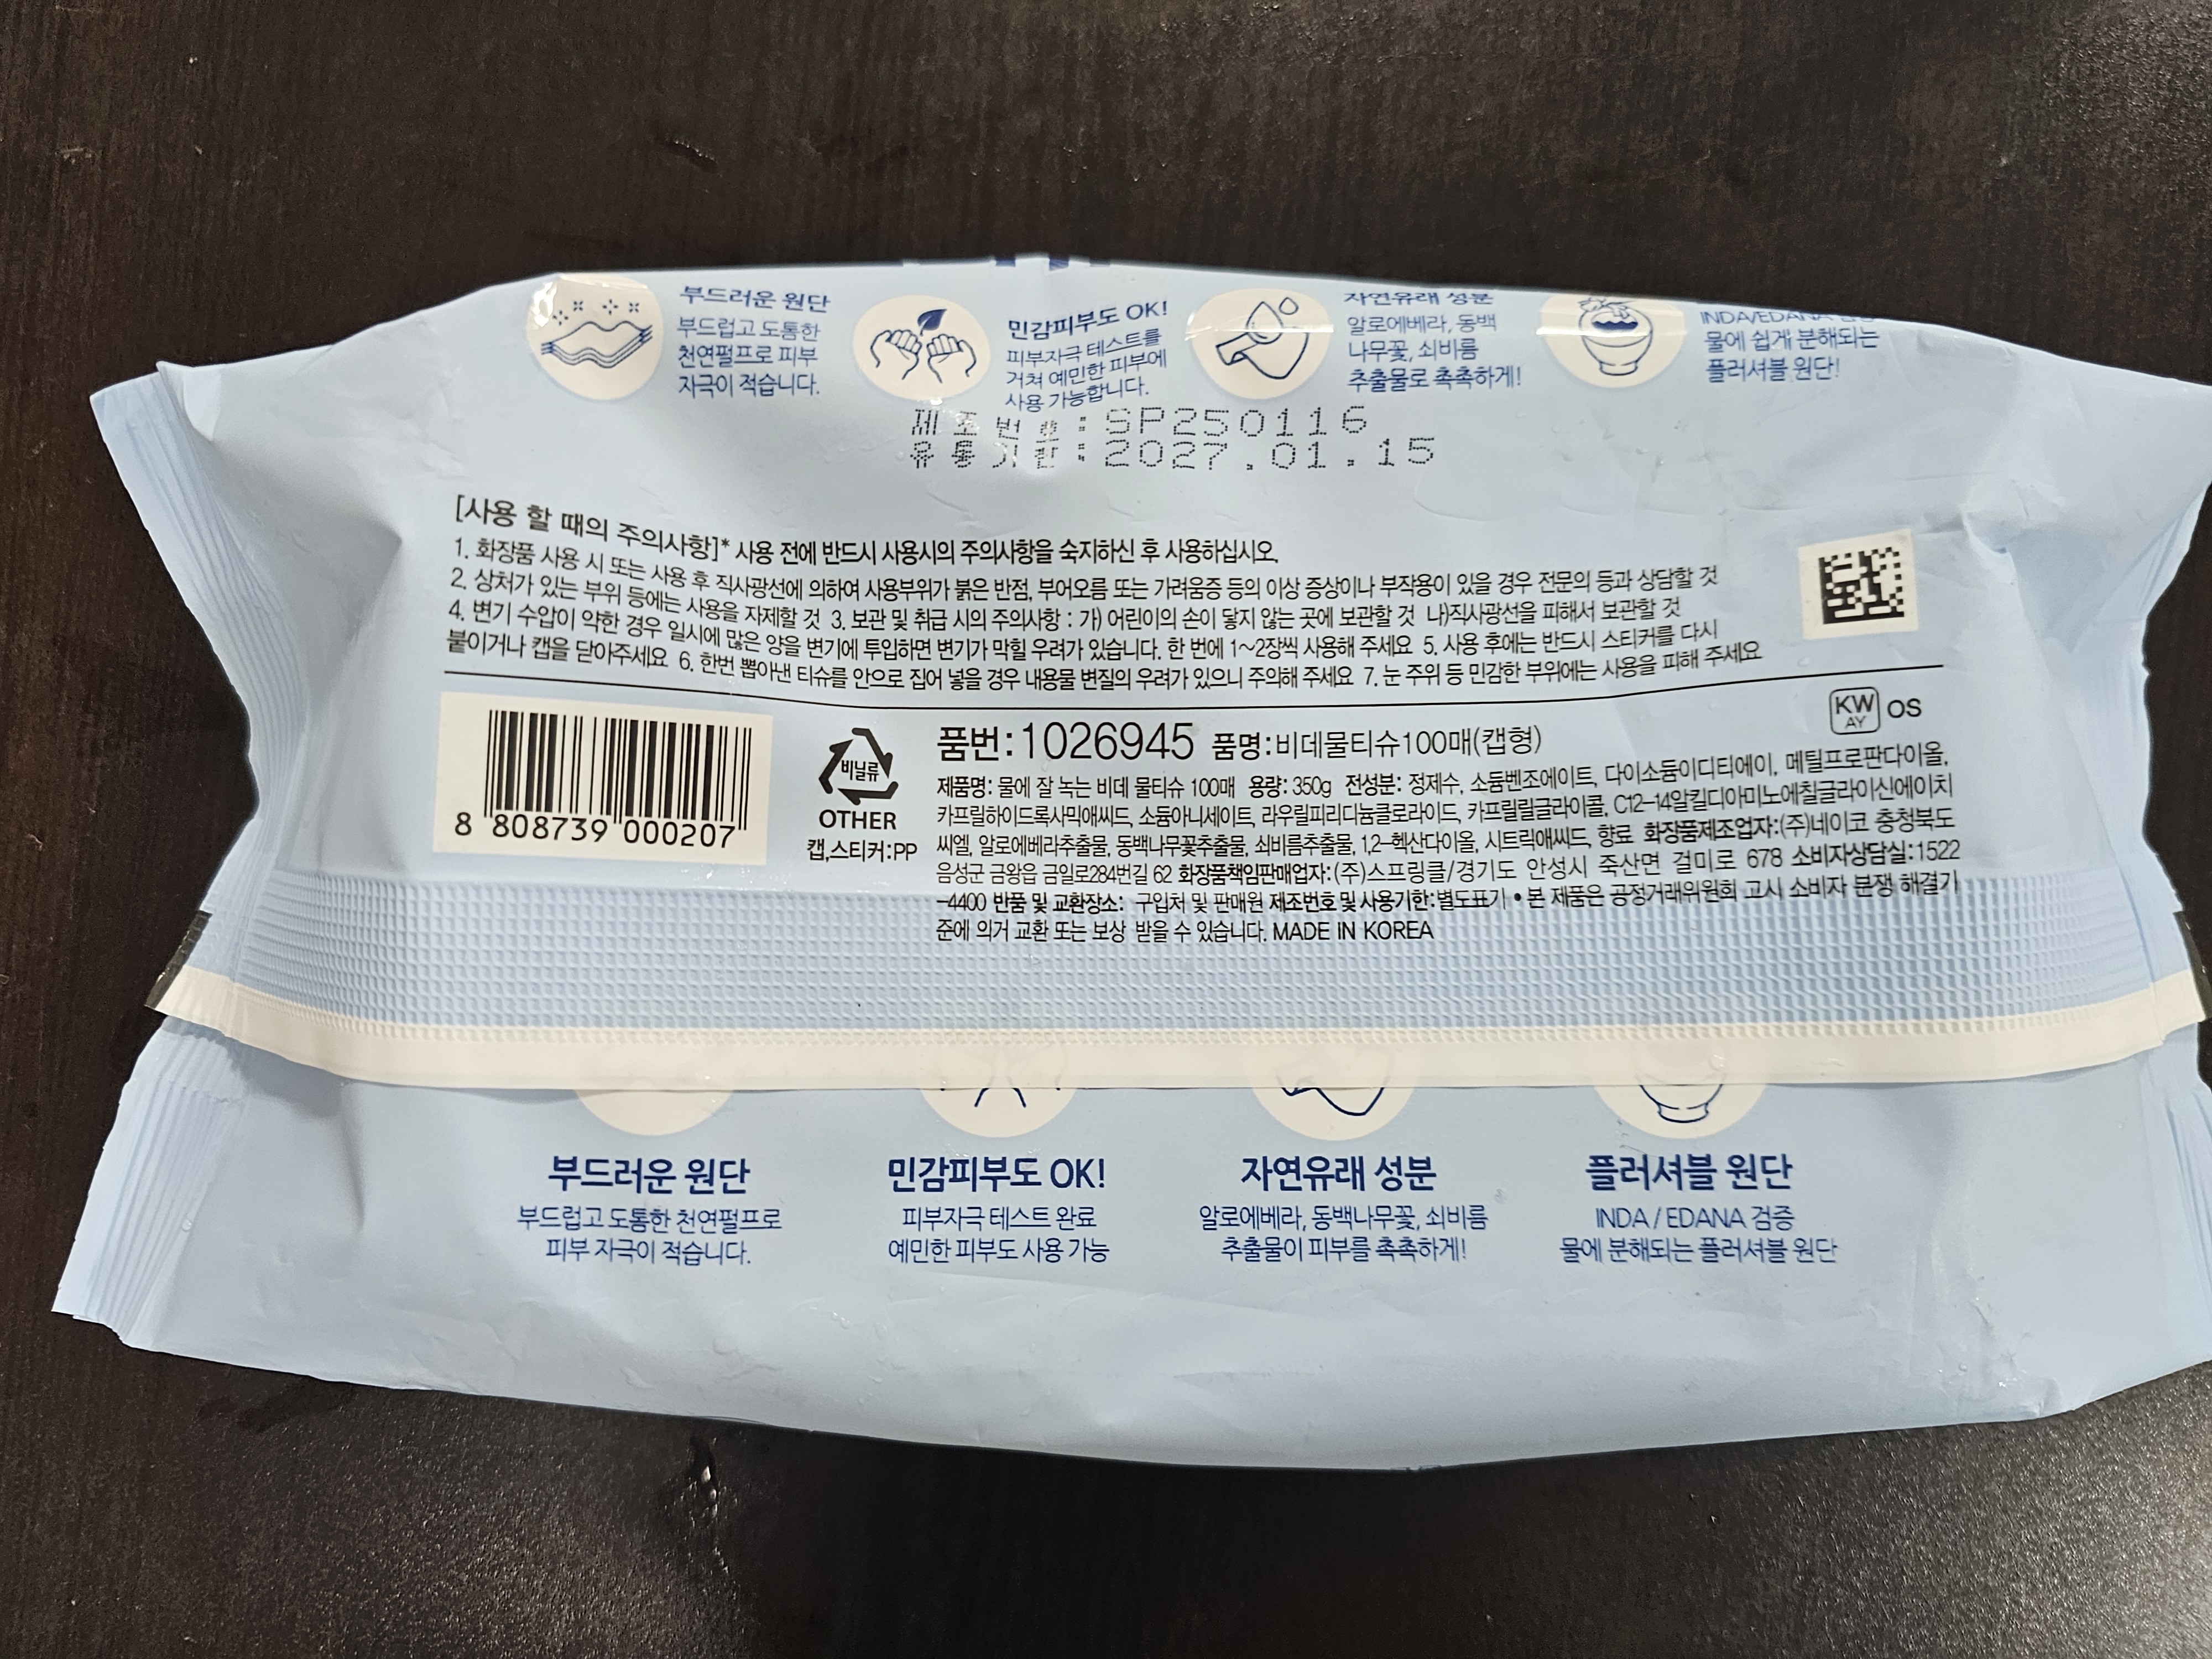 부드러운 원단
부드럽고 도톰한
천연펄프로 피부
자극이 적습니다.
민감피부도 OK!
피부자극 테스트를
거쳐 예민한 피부에
사용 가능합니다.
자연유래 성분
알로에베라, 동백
나무꽃, 쇠비름
추출물로 촉촉하게!
INDA/EDANA
물에 쉽게 분해되는
플러셔블 원단!
제조번호:SP250116
유통기한:2027.01.15
[사용 할 때의 주의사항]* 사용 전에 반드시 사용시의 주의사항을 숙지하신 후 사용하십시오.
1. 화장품 사용 시 또는 사용 후 직사광선에 의하여 사용부위가 붉은 반점, 부어오름 또는 가려움증 등의 이상 증상이나 부작용이 있을 경우 전문의 등과 상담할 것
2. 상처가 있는 부위 등에는 사용을 자제할 것 3. 보관 및 취급 시의 주의사항 : 가) 어린이의 손이 닿지 않는 곳에 보관할 것 나)직사광선을 피해서 보관할 것
4. 변기 수압이 약한 경우 일시에 많은 양을 변기에 투입하면 변기가 막힐 우려가 있습니다. 한 번에 1~2장씩 사용해 주세요 5. 사용 후에는 반드시 스티커를 다시
붙이거나 캡을 닫아주세요 6. 한번 뽑아낸 티슈를 안으로 집어 넣을 경우 내용물 변질의 우려가 있으니 주의해 주세요 7. 눈 주위 등 민감한 부위에는 사용을 피해 주세요
KW
AY
OS
8 808739 000207
비닐류
OTHER
캡,스티커:PP
품번:1026945 품명:비데물티슈100매(캡형)
제품명: 물에 잘 녹는 비데 물티슈 100매 용량: 350g 전성분: 정제수, 소듐벤조에이트, 다이소듐이디티에이, 메틸프로판다이올,
카프릴하이드록사믹애씨드, 소듐아니세이트, 라우릴피리디늄클로라이드, 카프릴릴글라이콜, C12-14알킬디아미노에칠글라이신에이치
씨엘, 알로에베라추출물, 동백나무꽃추출물, 쇠비름추출물, 1,2-헥산다이올, 시트릭애씨드, 향료 화장품제조업자:(주)네이코 충청북도
음성군 금왕읍 금일로284번길 62 화장품책임판매업자:(주)스프링클/경기도 안성시 죽산면 걸미로 678 소비자상담실:1522
-4400 반품 및 교환장소: 구입처 및 판매원 제조번호 및 사용기한:별도표기 • 본 제품은 공정거래위원회 고시 소비자 분쟁 해결기
준에 의거 교환 또는 보상 받을 수 있습니다. MADE IN KOREA
부드러운 원단
부드럽고 도톰한 천연펄프로
피부 자극이 적습니다.
민감피부도 OK!
피부자극 테스트 완료
예민한 피부도 사용 가능
자연유래 성분
알로에베라, 동백나무꽃, 쇠비름
추출물이 피부를 촉촉하게!
플러셔블 원단
INDA / EDANA 검증
물에 분해되는 플러셔블 원단